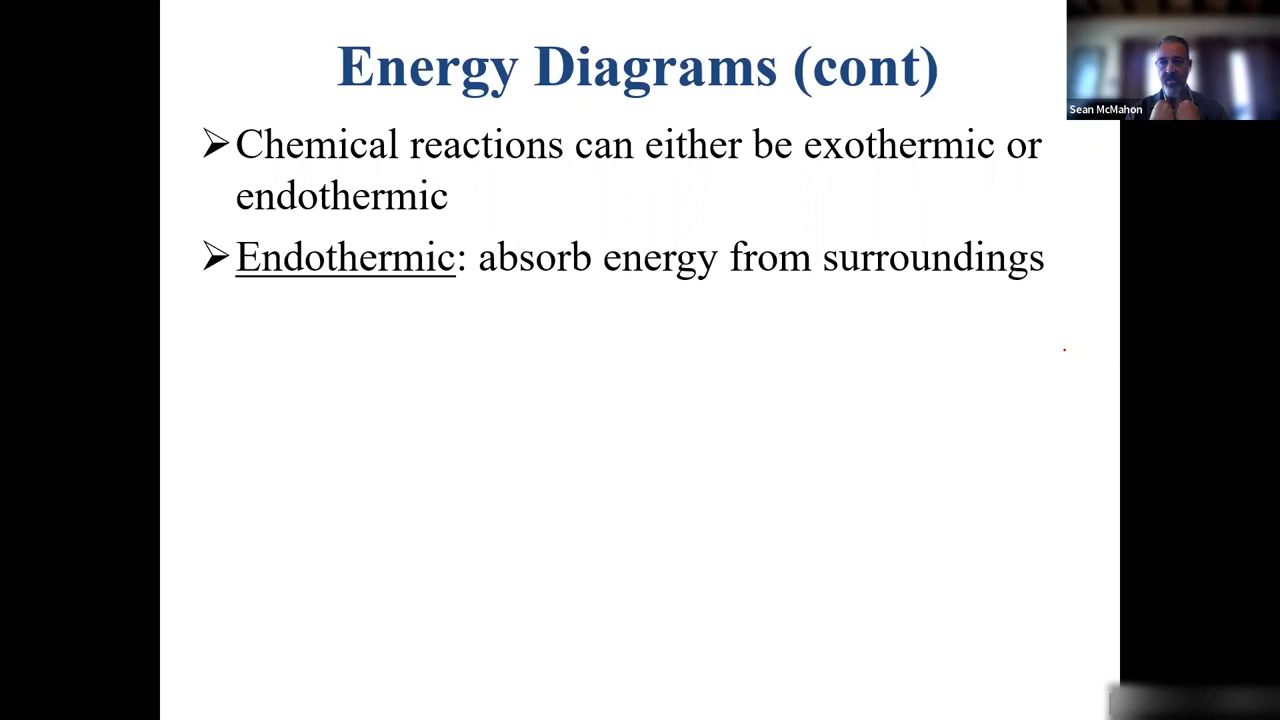 Energy Diagrams (cont)
Sean McMahon
➢Chemical reactions can either be exothermic or
endothermic
➢Endothermic: absorb energy from surroundings